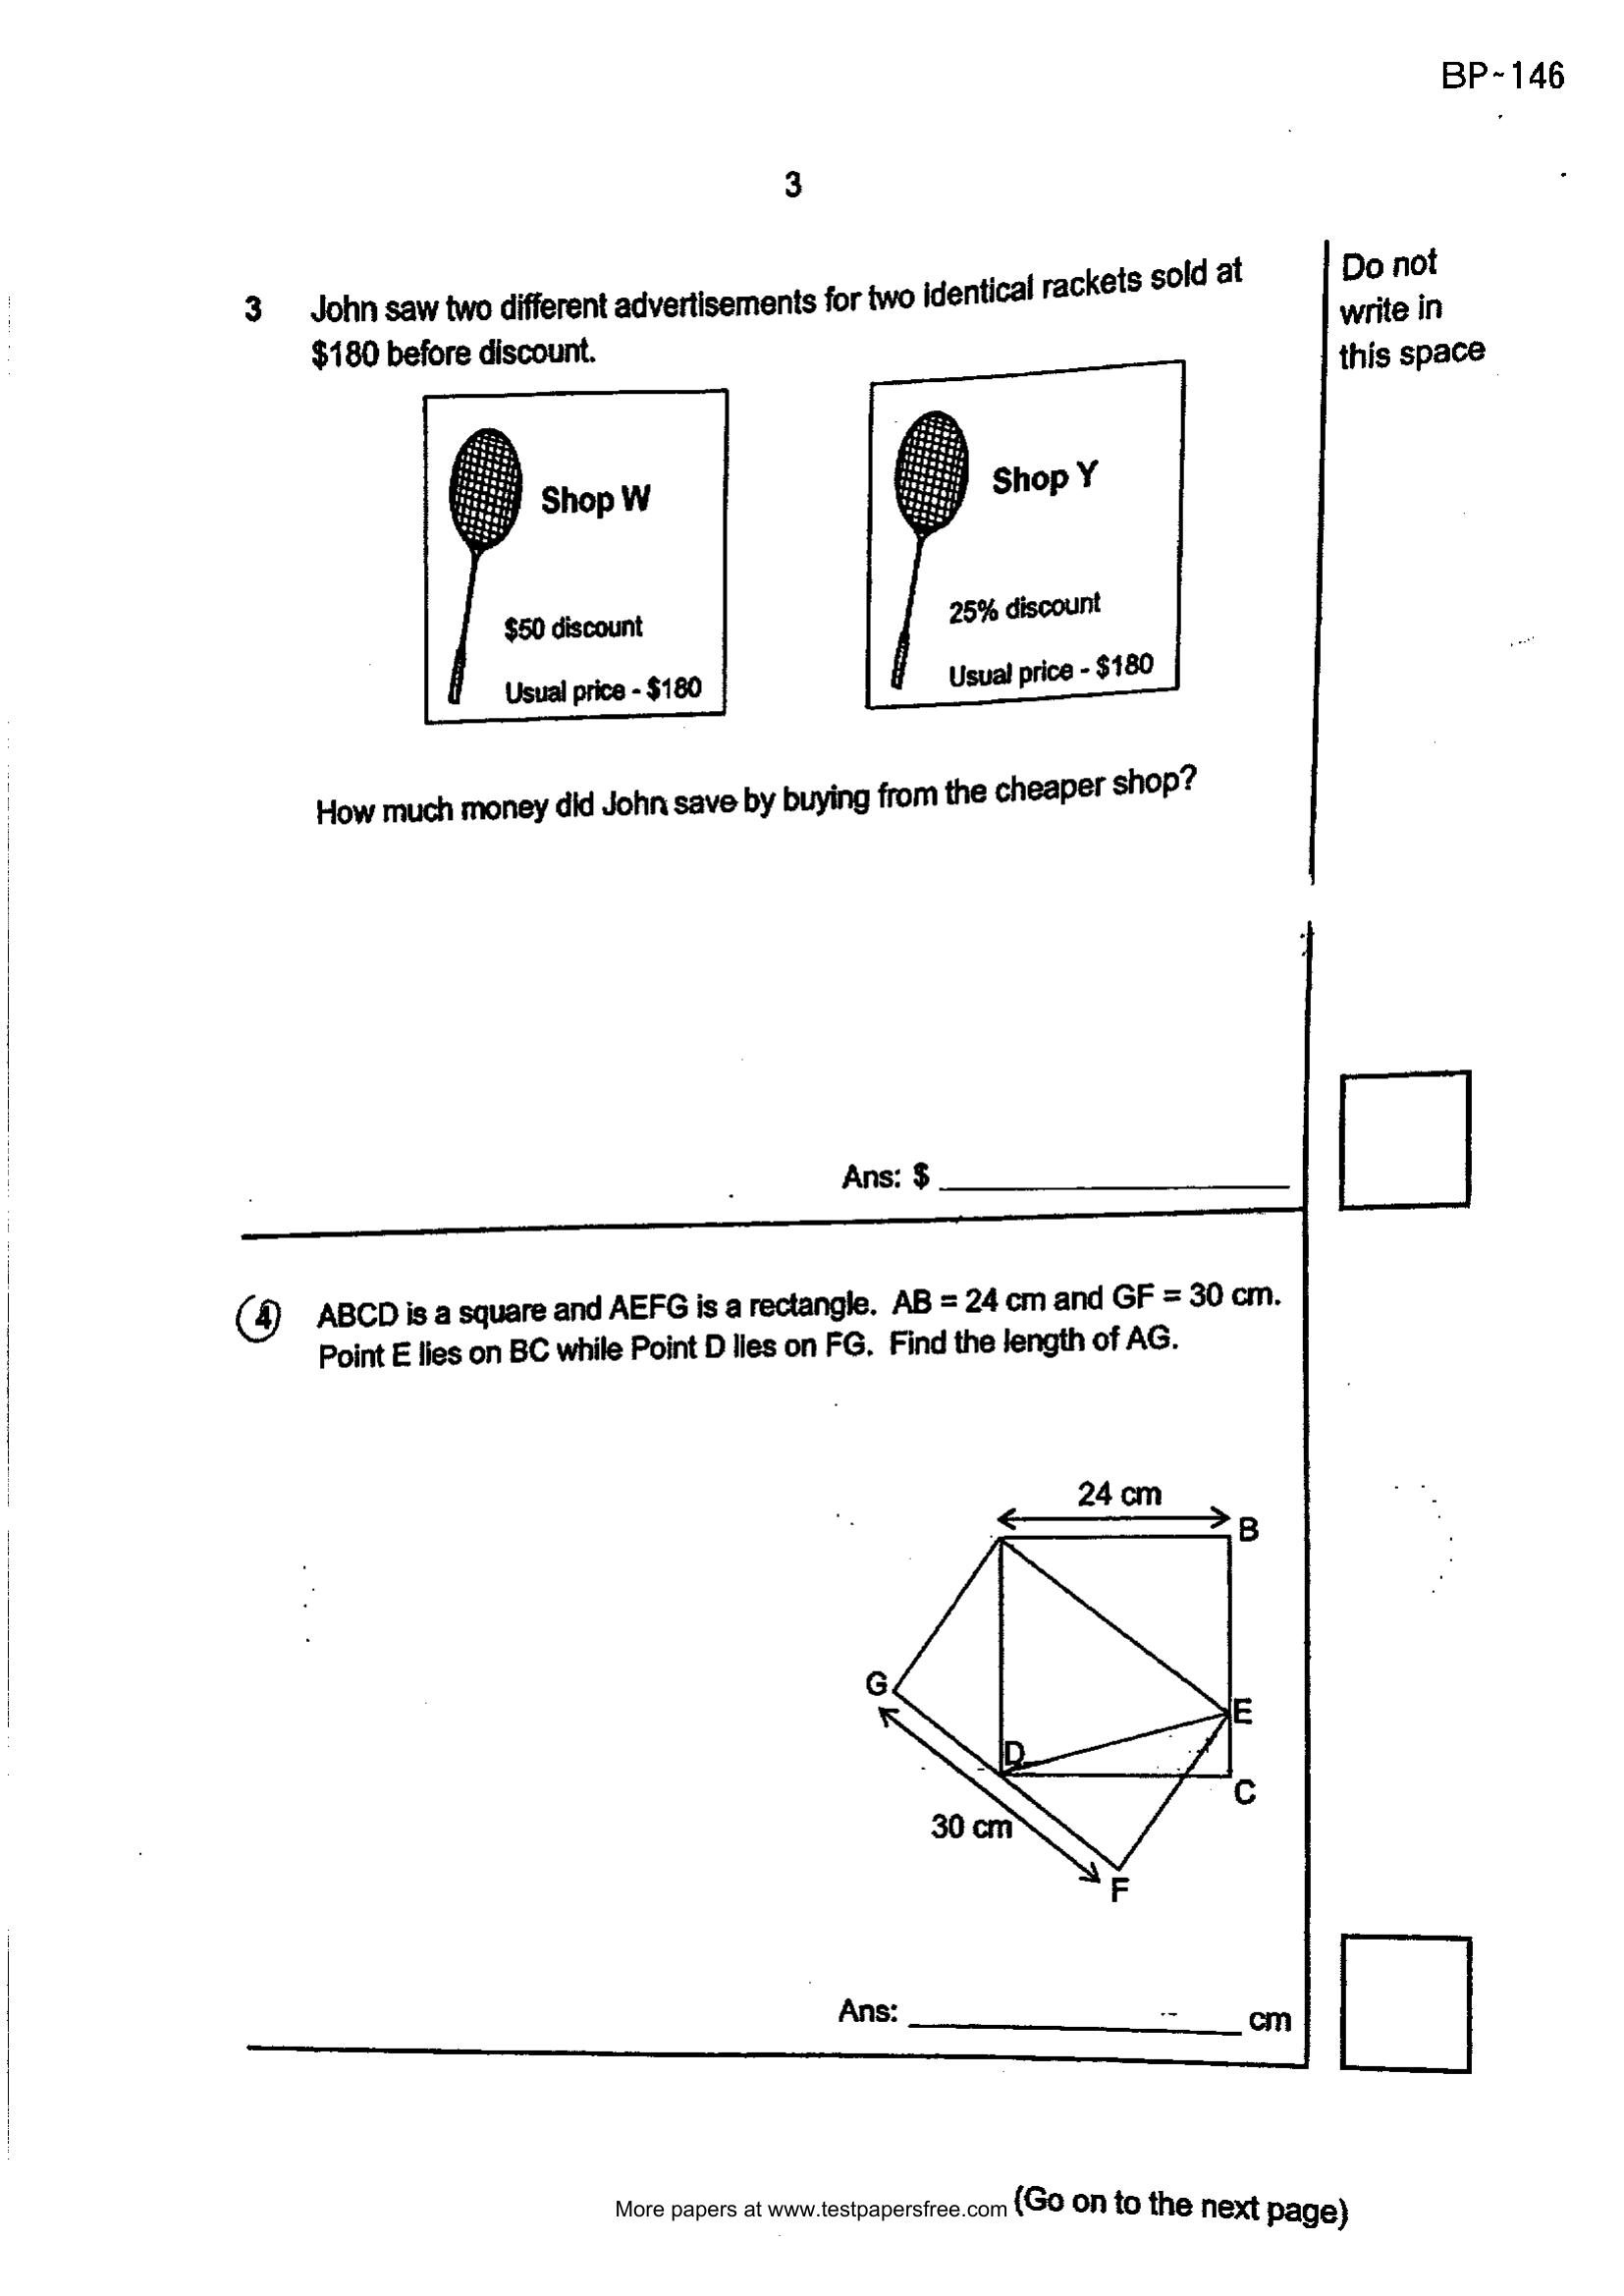 BP~146
3
3 John saw two different advertisements for two identical rackets sold at
$180 before discount.
Do not
write in
this space
Shop W
$50 discount
Usual price - $180
Shop Y
25% discount
Usual price - $180
How much money did John save by buying from the cheaper shop?
Ans: $
4 ABCD is a square and AEFG is a rectangle. AB = 24 cm and GF = 30 cm.
Point E lies on BC while Point D lies on FG. Find the length of AG.
24 cm
B
G
E
D
C
30 cm
F
Ans: cm
More papers at www.testpapersfree.com
(Go on to the next page)